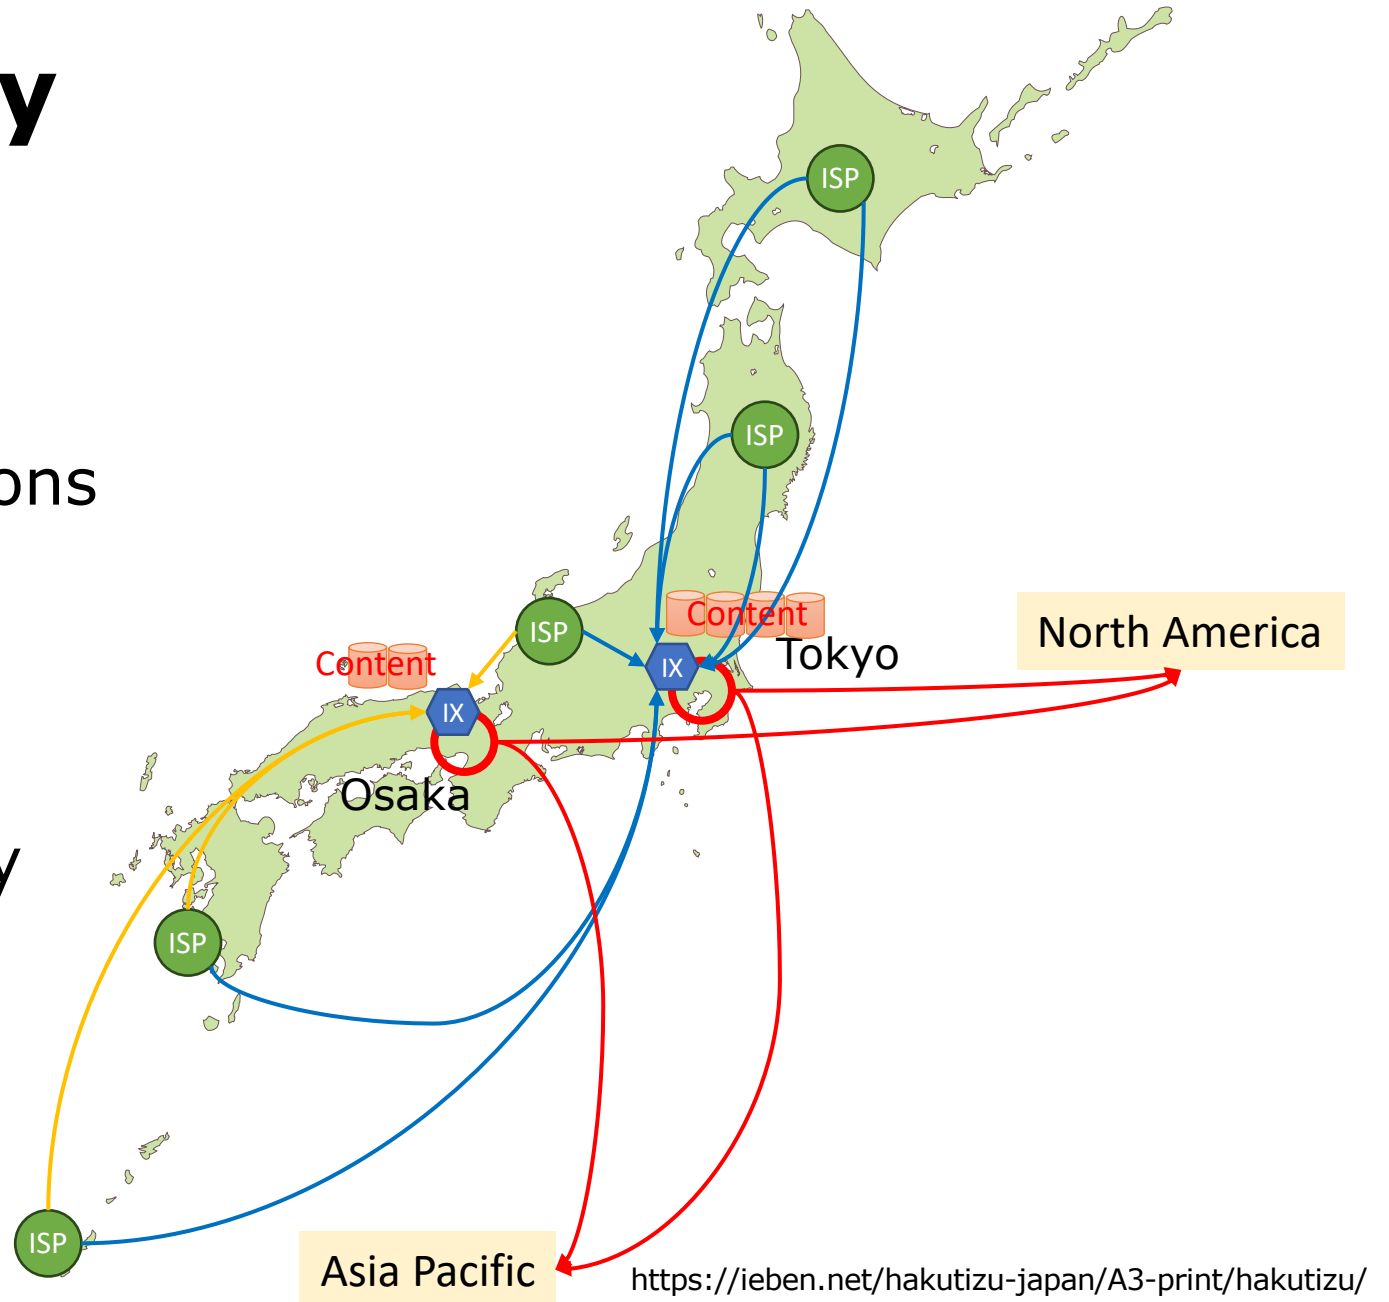 y
ISP
ISP
ons
Content
North America
ISP
Content
IX
Tokyo
IX
Osaka
y
ISP
ISP
Asia Pacific
https://ieben.net/hakutizu-japan/A3-print/hakutizu/